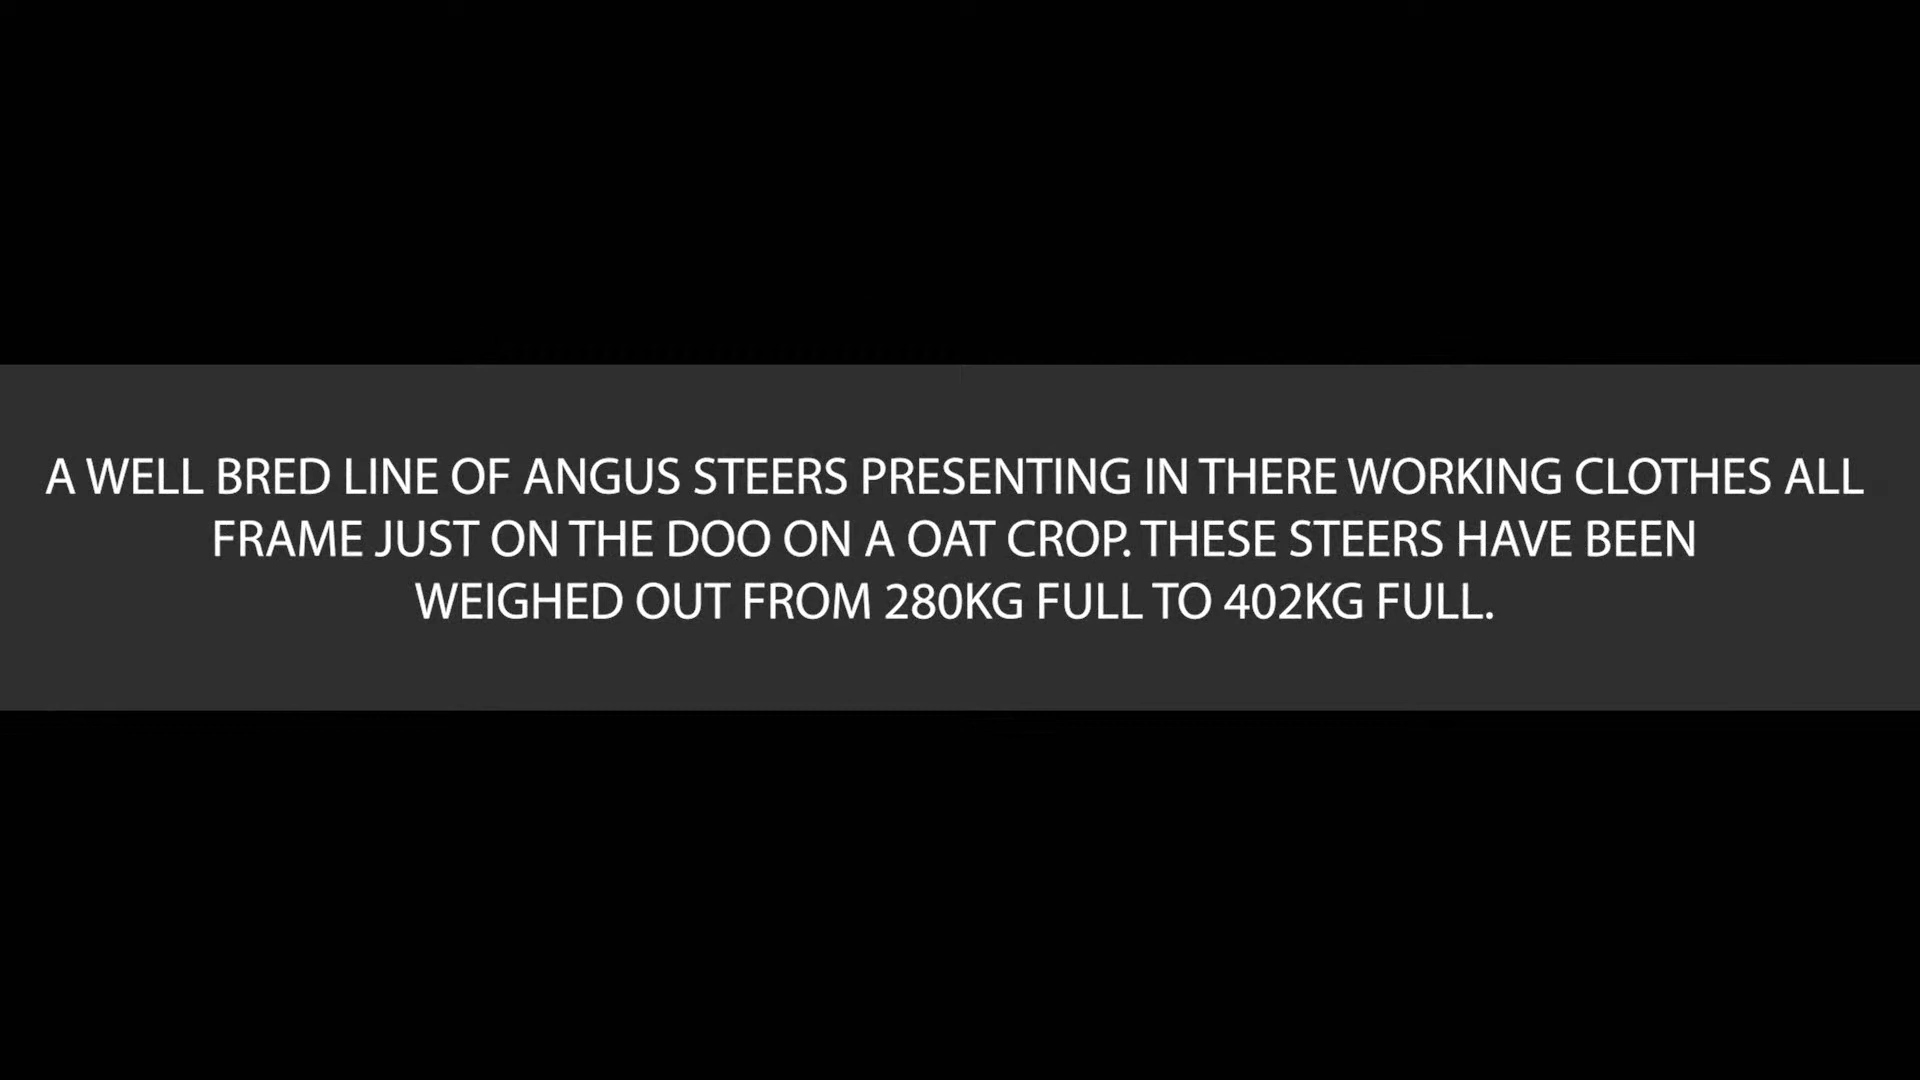 A WELL BRED LINE OF ANGUS STEERS PRESENTING IN THERE WORKING CLOTHES ALL
FRAME JUST ON THE DOO ON A OAT CROP. THESE STEERS HAVE BEEN
WEIGHED OUT FROM 280KG FULL TO 402KG FULL.